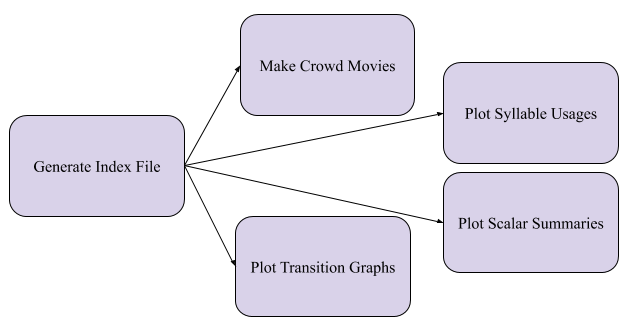 Make Crowd Movies
Plot Syllable Usages
Generate Index File
Plot Scalar Summaries
Plot Transition Graphs